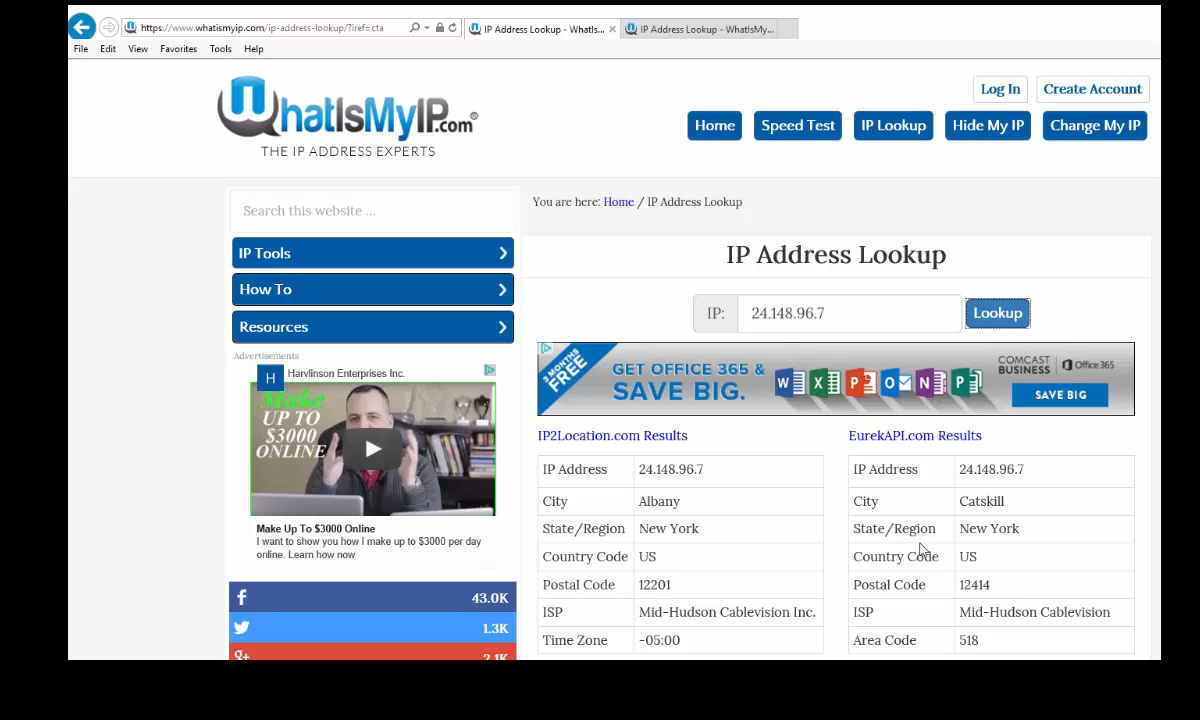 https://www.whatismyip.com/ip-address-lookup/?iref=cta
IP Address Lookup - WhatIs...
IP Address Lookup - WhatIsMy...
File Edit View Favorites Tools Help
WhatIsMyIP.com
THE IP ADDRESS EXPERTS
Log In
Create Account
Home
Speed Test
IP Lookup
Hide My IP
Change My IP
Search this website ...
IP Tools
How To
Resources
Advertisements
H
Harvlinson Enterprises Inc.
Make
UP TO
$3000
ONLINE
Make Up To $3000 Online
I want to show you how I make up to $3000 per day
online. Learn how now
f 43.0K
1.3K
g+ 2.1K
You are here: Home / IP Address Lookup
IP Address Lookup
IP: 24.148.96.7 Lookup
3 MONTHS
FREE
GET OFFICE 365 &
SAVE BIG.
W X P O N P
COMCAST
BUSINESS
Office 365
SAVE BIG
IP2Location.com Results
IP Address 24.148.96.7
City Albany
State/Region New York
Country Code US
Postal Code 12201
ISP Mid-Hudson Cablevision Inc.
Time Zone -05:00
EurekAPI.com Results
IP Address 24.148.96.7
City Catskill
State/Region New York
Country Code US
Postal Code 12414
ISP Mid-Hudson Cablevision
Area Code 518